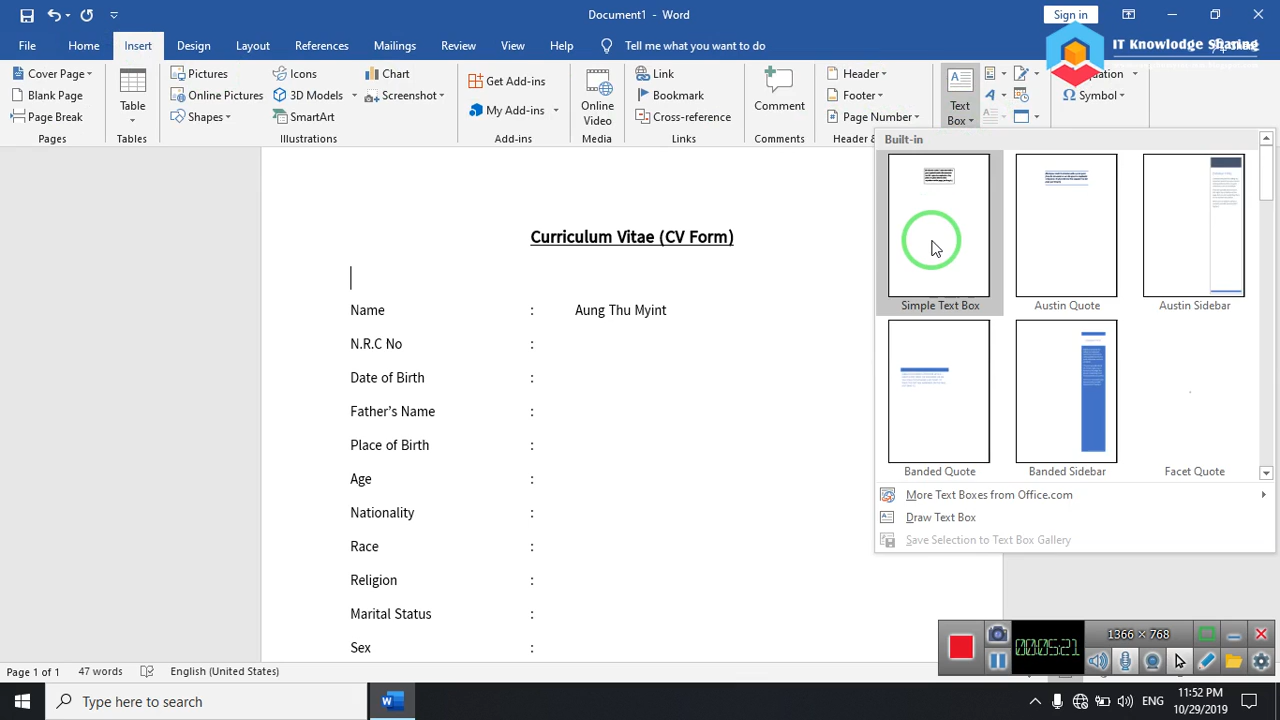 Document1 - Word
Sign in
IT Knowledge Sharing
File Home Insert Design Layout References Mailings Review View Help Tell me what you want to do
Cover Page
Blank Page
Page Break
Pages
Table
Tables
Pictures
Online Pictures
Shapes
Icons
3D Models
SmartArt
Chart
Screenshot
Illustrations
Get Add-ins
My Add-ins
Add-ins
Online
Video
Media
Link
Bookmark
Cross-reference
Links
Comment
Comments
Header
Footer
Page Number
Header &
Text
Box
Symbol
Built-in
Simple Text Box
Austin Quote
Austin Sidebar
Banded Quote
Banded Sidebar
Facet Quote
More Text Boxes from Office.com
Draw Text Box
Save Selection to Text Box Gallery
Curriculum Vitae (CV Form)
Name : Aung Thu Myint
N.R.C No :
Date of Birth :
Father's Name :
Place of Birth :
Age :
Nationality :
Race :
Religion :
Marital Status :
Sex :
1366 × 768
00:05:21
Page 1 of 1 47 words English (United States)
Type here to search
ENG
11:52 PM
10/29/2019